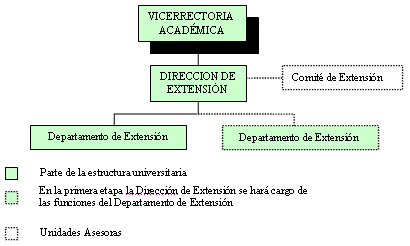 VICERRECTORIA
ACADÉMICA
DIRECCION DE
EXTENSIÓN
Comité de Extensión
Departamento de Extensión
Departamento de Extensión
Parte de la estructura universitaria
En la primera etapa la Dirección de Extensión se hará cargo de
las funciones del Departamento de Extensión
Unidades Asesoras